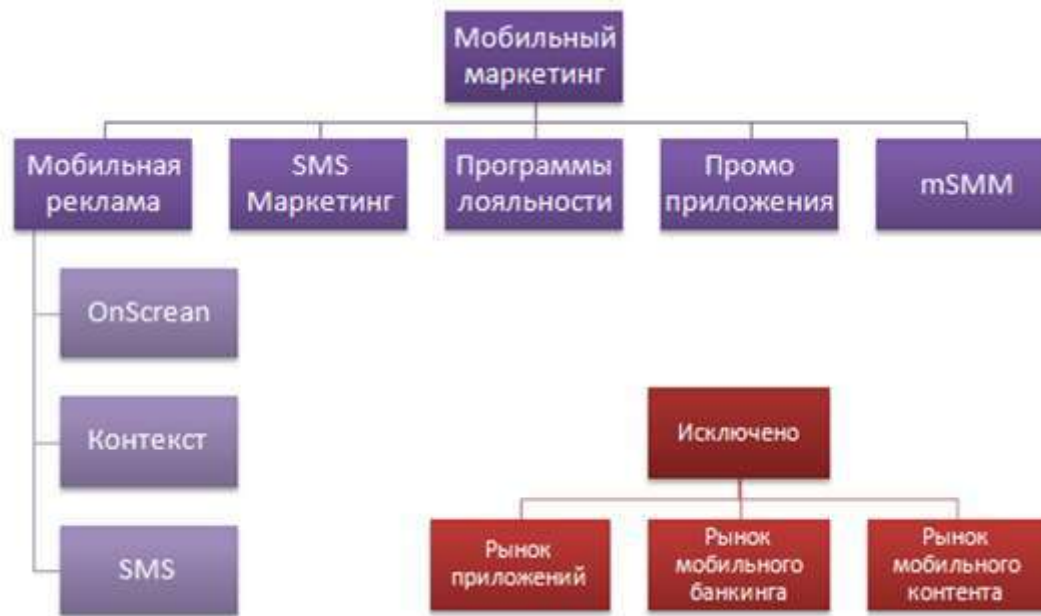 Мобильный
маркетинг
Мобильная
реклама
SMS
Маркетинг
Программы
лояльности
Промо
приложения
mSMM
OnScrean
Контекст
SMS
Исключено
Рынок
приложений
Рынок
мобильного
банкинга
Рынок
мобильного
контента